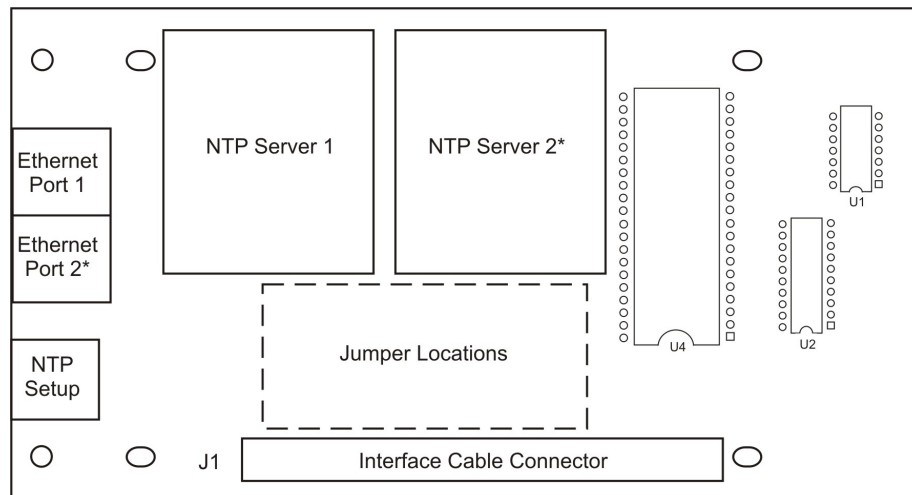 NTP Server 1
NTP Server 2*
Ethernet
Port 1
Ethernet
Port 2*
U1
U2
U4
Jumper Locations
NTP
Setup
J1
Interface Cable Connector